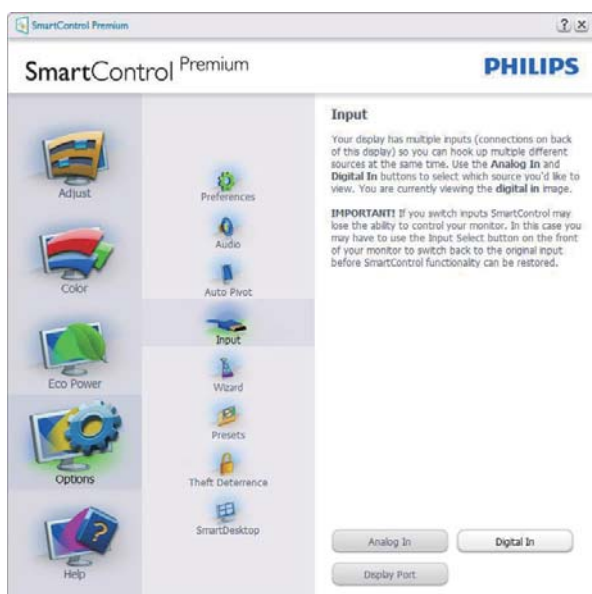 SmartControl Premium
SmartControl Premium
PHILIPS
Adjust
Color
Eco Power
Options
Help
Preferences
Audio
Auto Pivot
Input
Wizard
Presets
Theft Deterrence
SmartDesktop
Input
Your display has multiple inputs (connections on back
of this display) so you can hook up multiple different
sources at the same time. Use the Analog In and
Digital In buttons to select which source you'd like to
view. You are currently viewing the digital in image.
IMPORTANT! If you switch inputs SmartControl may
lose the ability to control your monitor. In this case you
may have to use the Input Select button on the front
of your monitor to switch back to the original input
before SmartControl functionality can be restored.
Analog In
Digital In
Display Port